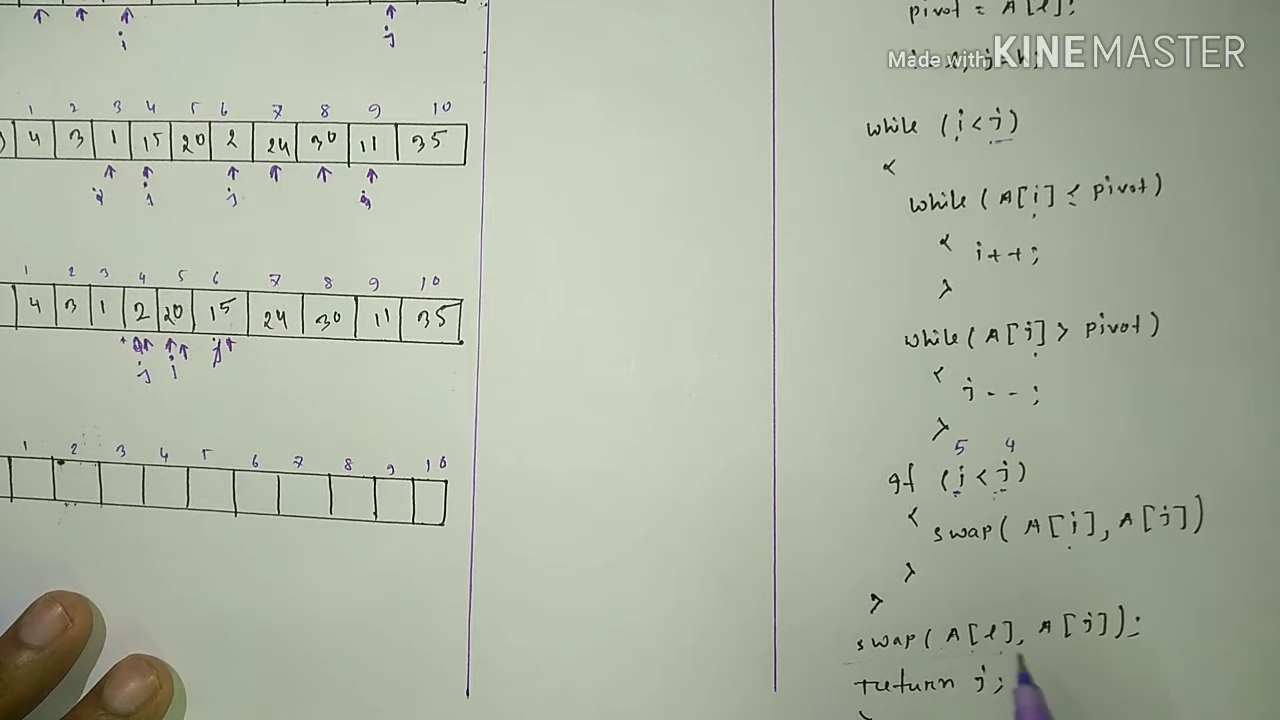 i j
1 2 3 4 5 6 7 8 9 10
4 3 1 15 20 2 24 30 11 35
i i j j
1 2 3 4 5 6 7 8 9 10
4 3 1 2 20 15 24 30 11 35
j i j
1 2 3 4 5 6 7 8 9 10
pivot = A[l];
Made with KINEMASTER
while (i<j)
{
while (A[i] ≤ pivot)
{ i++;
}
while (A[j] > pivot)
{
j--;
}
5 4
If (i<j)
{
swap( A[i], A[j])
}
}
swap( A[l], A[j]);
return j;
}